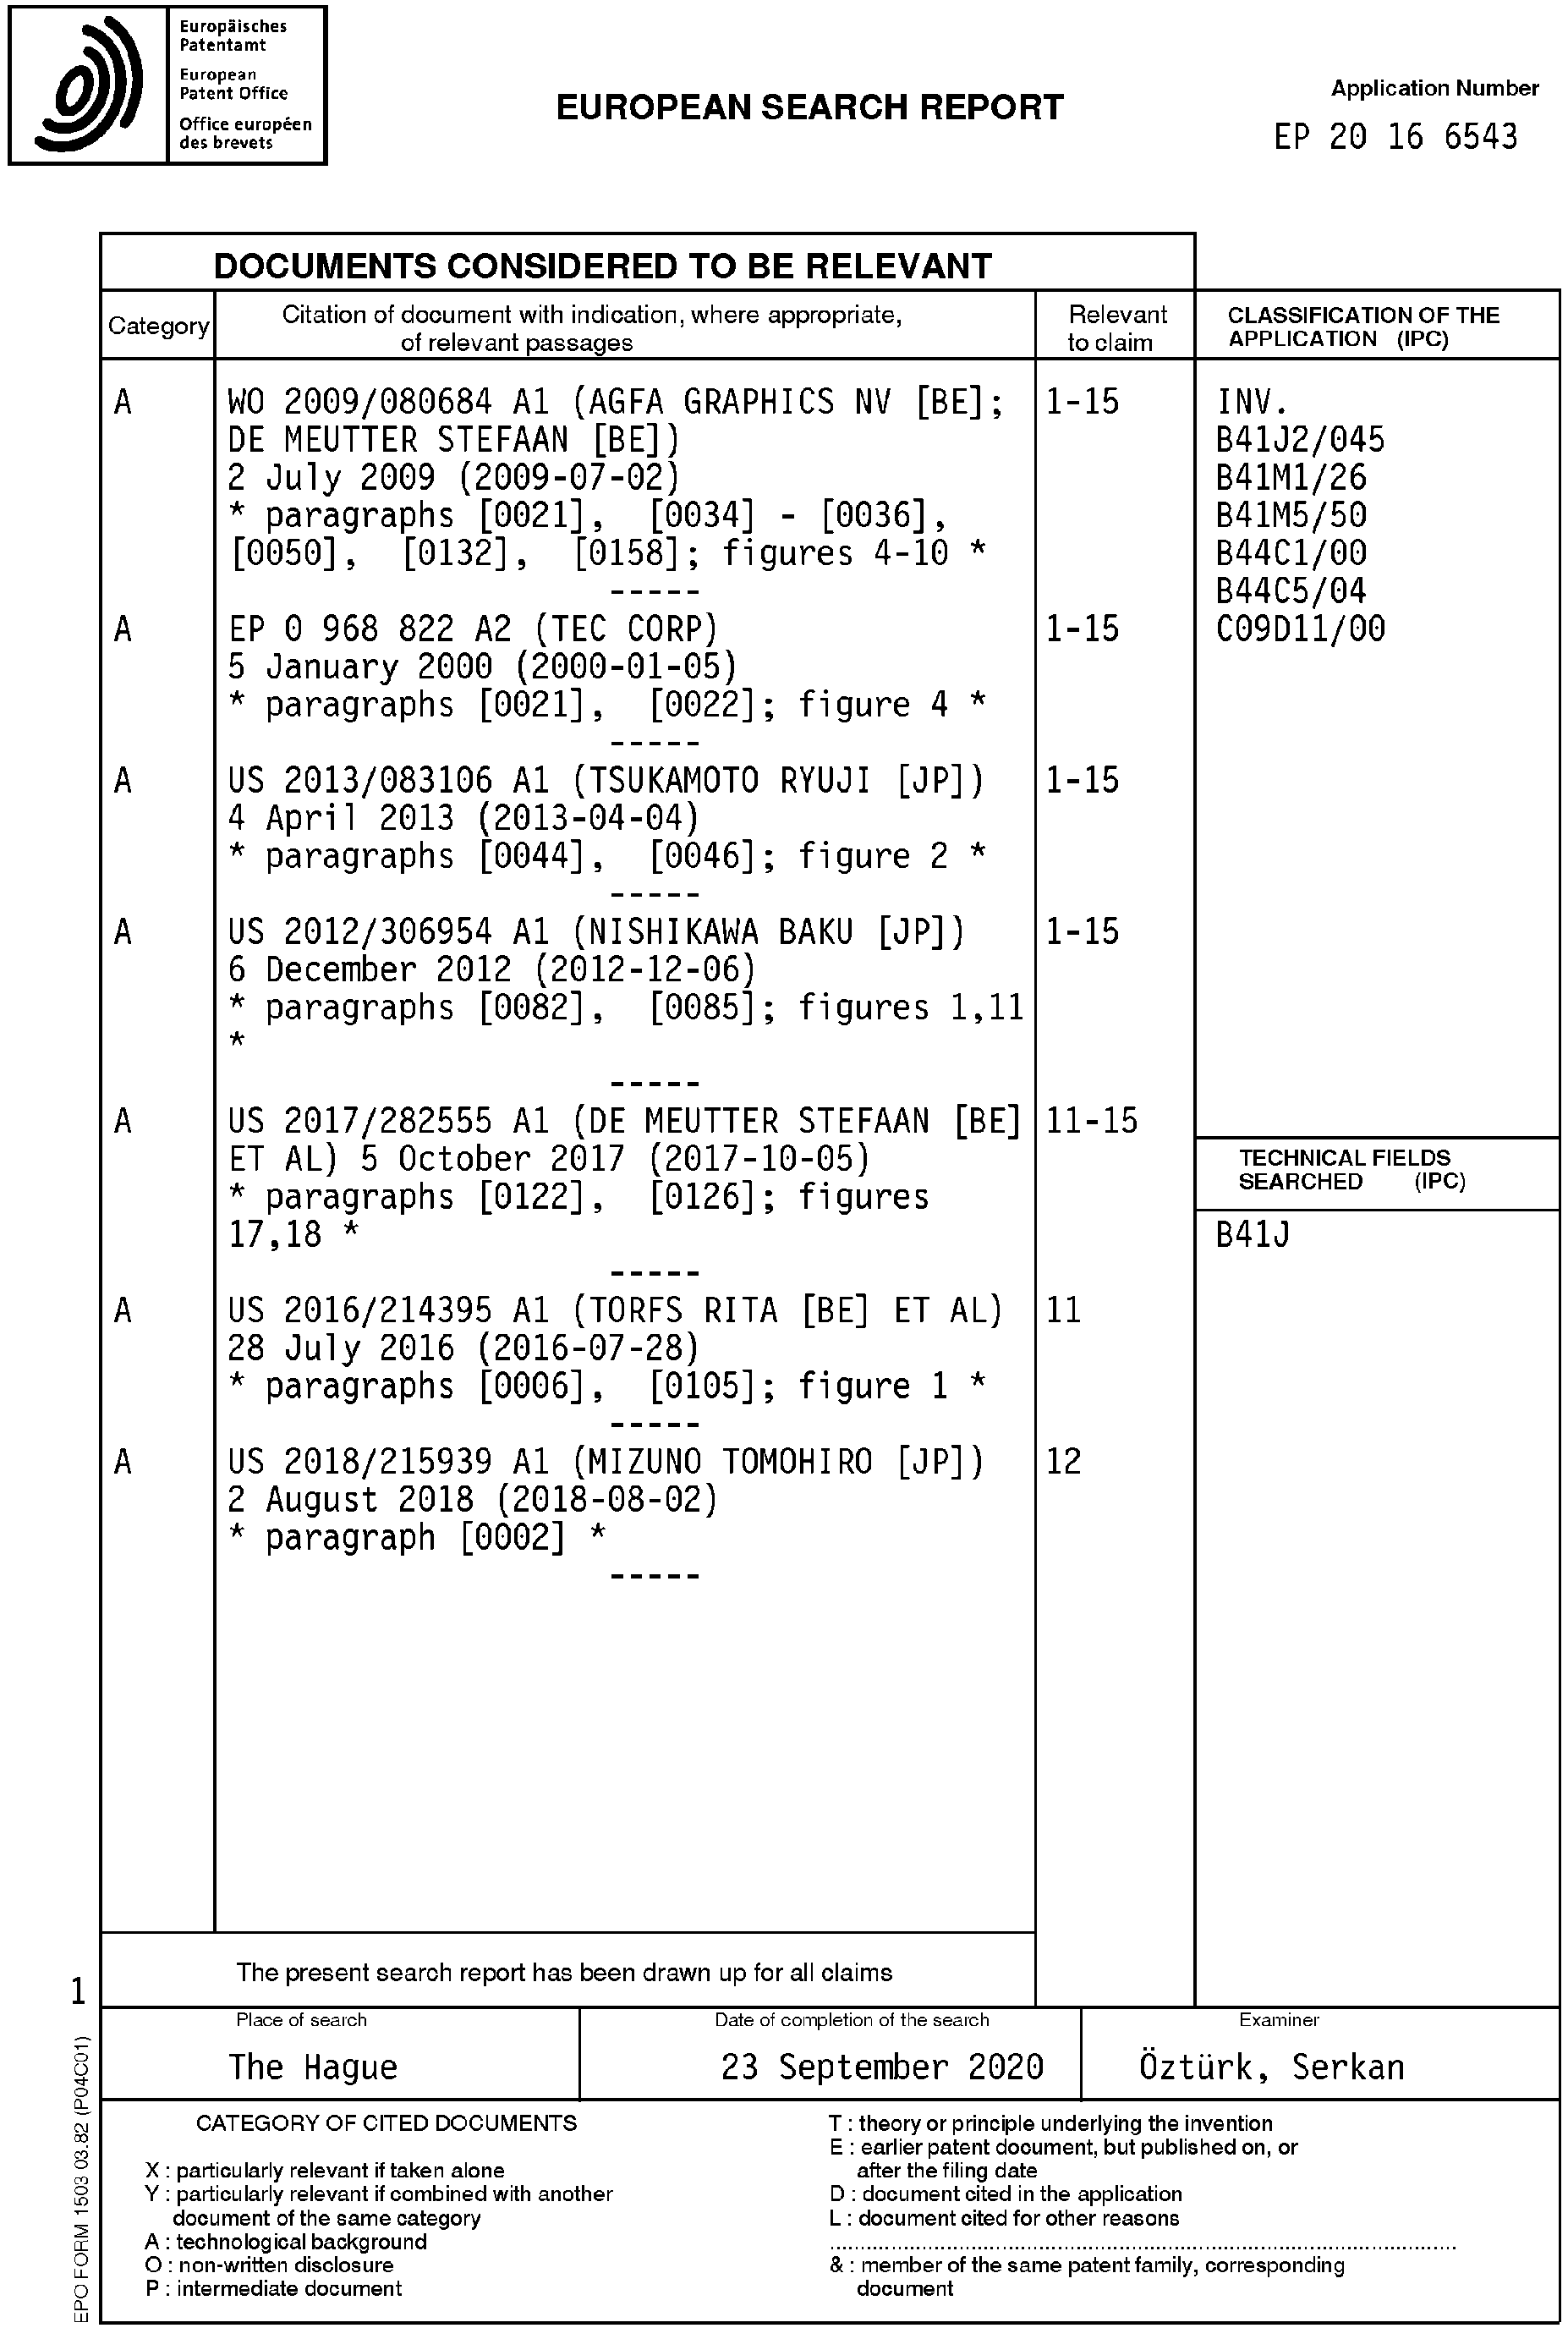 Europäisches
Patentamt
European
Patent Office
Office européen
des brevets
EUROPEAN SEARCH REPORT
Application Number
EP 20 16 6543
DOCUMENTS CONSIDERED TO BE RELEVANT
Category
Citation of document with indication, where appropriate,
of relevant passages
Relevant
to claim
CLASSIFICATION OF THE
APPLICATION (IPC)
A
WO 2009/080684 A1 (AGFA GRAPHICS NV [BE];
DE MEUTTER STEFAAN [BE])
2 July 2009 (2009-07-02)
* paragraphs [0021], [0034] - [0036],
[0050], [0132], [0158]; figures 4-10 *
-----
1-15
A
EP 0 968 822 A2 (TEC CORP)
5 January 2000 (2000-01-05)
* paragraphs [0021], [0022]; figure 4 *
-----
1-15
A
US 2013/083106 A1 (TSUKAMOTO RYUJI [JP])
4 April 2013 (2013-04-04)
* paragraphs [0044], [0046]; figure 2 *
-----
1-15
A
US 2012/306954 A1 (NISHIKAWA BAKU [JP])
6 December 2012 (2012-12-06)
* paragraphs [0082], [0085]; figures 1,11
*
-----
1-15
A
US 2017/282555 A1 (DE MEUTTER STEFAAN [BE]
ET AL) 5 October 2017 (2017-10-05)
* paragraphs [0122], [0126]; figures
17,18 *
-----
11-15
A
US 2016/214395 A1 (TORFS RITA [BE] ET AL)
28 July 2016 (2016-07-28)
* paragraphs [0006], [0105]; figure 1 *
-----
11
A
US 2018/215939 A1 (MIZUNO TOMOHIRO [JP])
2 August 2018 (2018-08-02)
* paragraph [0002] *
-----
12
INV.
B41J2/045
B41M1/26
B41M5/50
B44C1/00
B44C5/04
C09D11/00
TECHNICAL FIELDS
SEARCHED (IPC)
B41J
The present search report has been drawn up for all claims
1
Place of search
The Hague
Date of completion of the search
23 September 2020
Examiner
Öztürk, Serkan
CATEGORY OF CITED DOCUMENTS
X : particularly relevant if taken alone
Y : particularly relevant if combined with another
document of the same category
A : technological background
O : non-written disclosure
P : intermediate document
T : theory or principle underlying the invention
E : earlier patent document, but published on, or
after the filing date
D : document cited in the application
L : document cited for other reasons
& : member of the same patent family, corresponding
document
EPO FORM 1503 03.82 (P04C01)